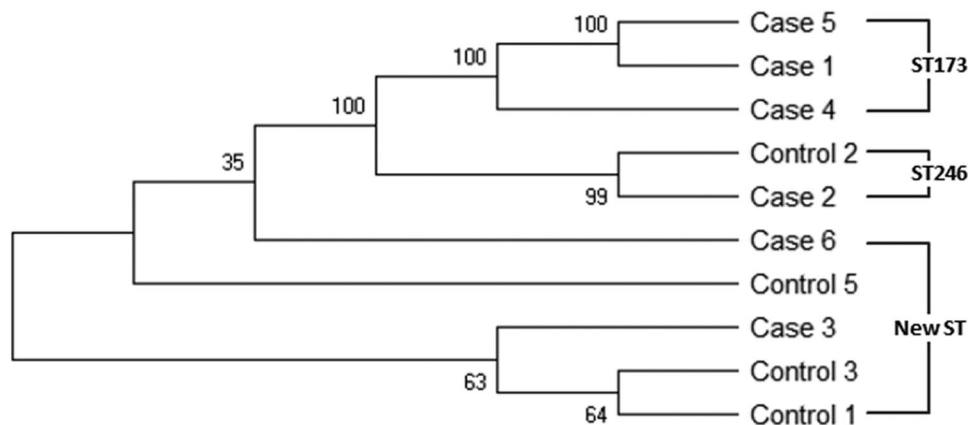 100
Case 5
100
Case 1
ST173
100
Case 4
35
Control 2
ST246
99
Case 2
Case 6
Control 5
Case 3
New ST
63
Control 3
64
Control 1